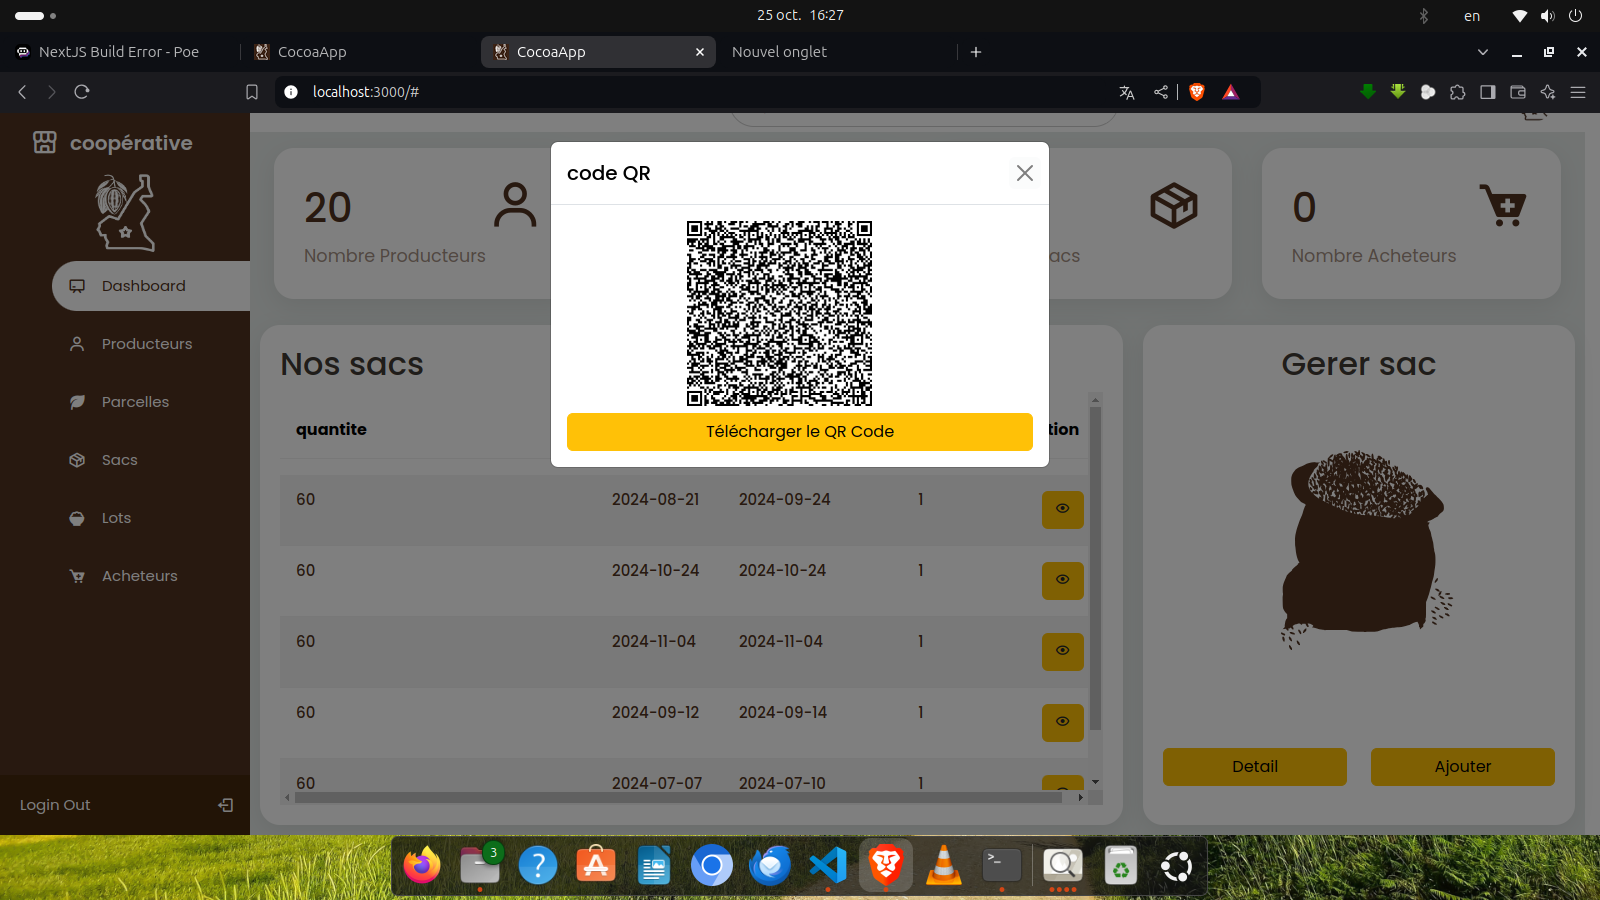 25 oct. 16:27
en
NextJS Build Error - Poe
CocoaApp
CocoaApp
Nouvel onglet
localhost:3000/#
coopérative
Dashboard
Producteurs
Parcelles
Sacs
Lots
Acheteurs
Login Out
20
Nombre Producteurs
acs
0
Nombre Acheteurs
code QR
Télécharger le QR Code
Nos sacs
quantite
tion
60 2024-08-21 2024-09-24 1
60 2024-10-24 2024-10-24 1
60 2024-11-04 2024-11-04 1
60 2024-09-12 2024-09-14 1
60 2024-07-07 2024-07-10 1
Gerer sac
Detail
Ajouter
3